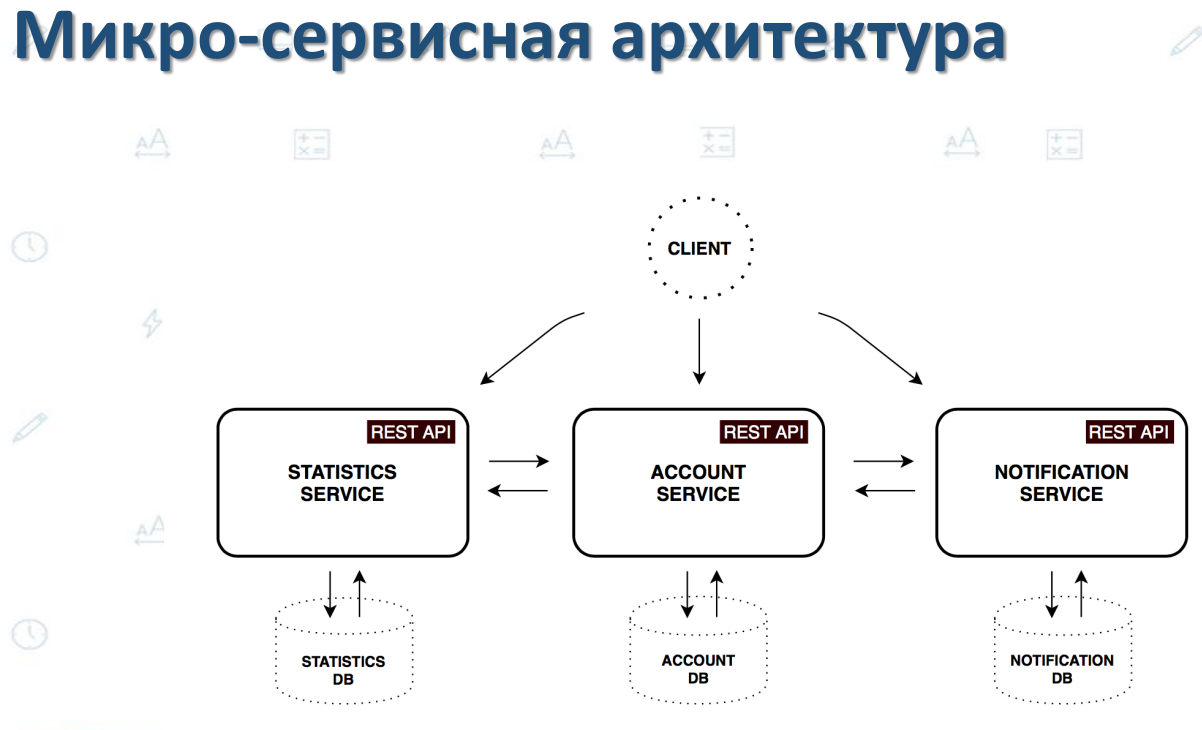 Микро-сервисная архитектура
CLIENT
REST API
STATISTICS
SERVICE
REST API
ACCOUNT
SERVICE
REST API
NOTIFICATION
SERVICE
STATISTICS
DB
ACCOUNT
DB
NOTIFICATION
DB